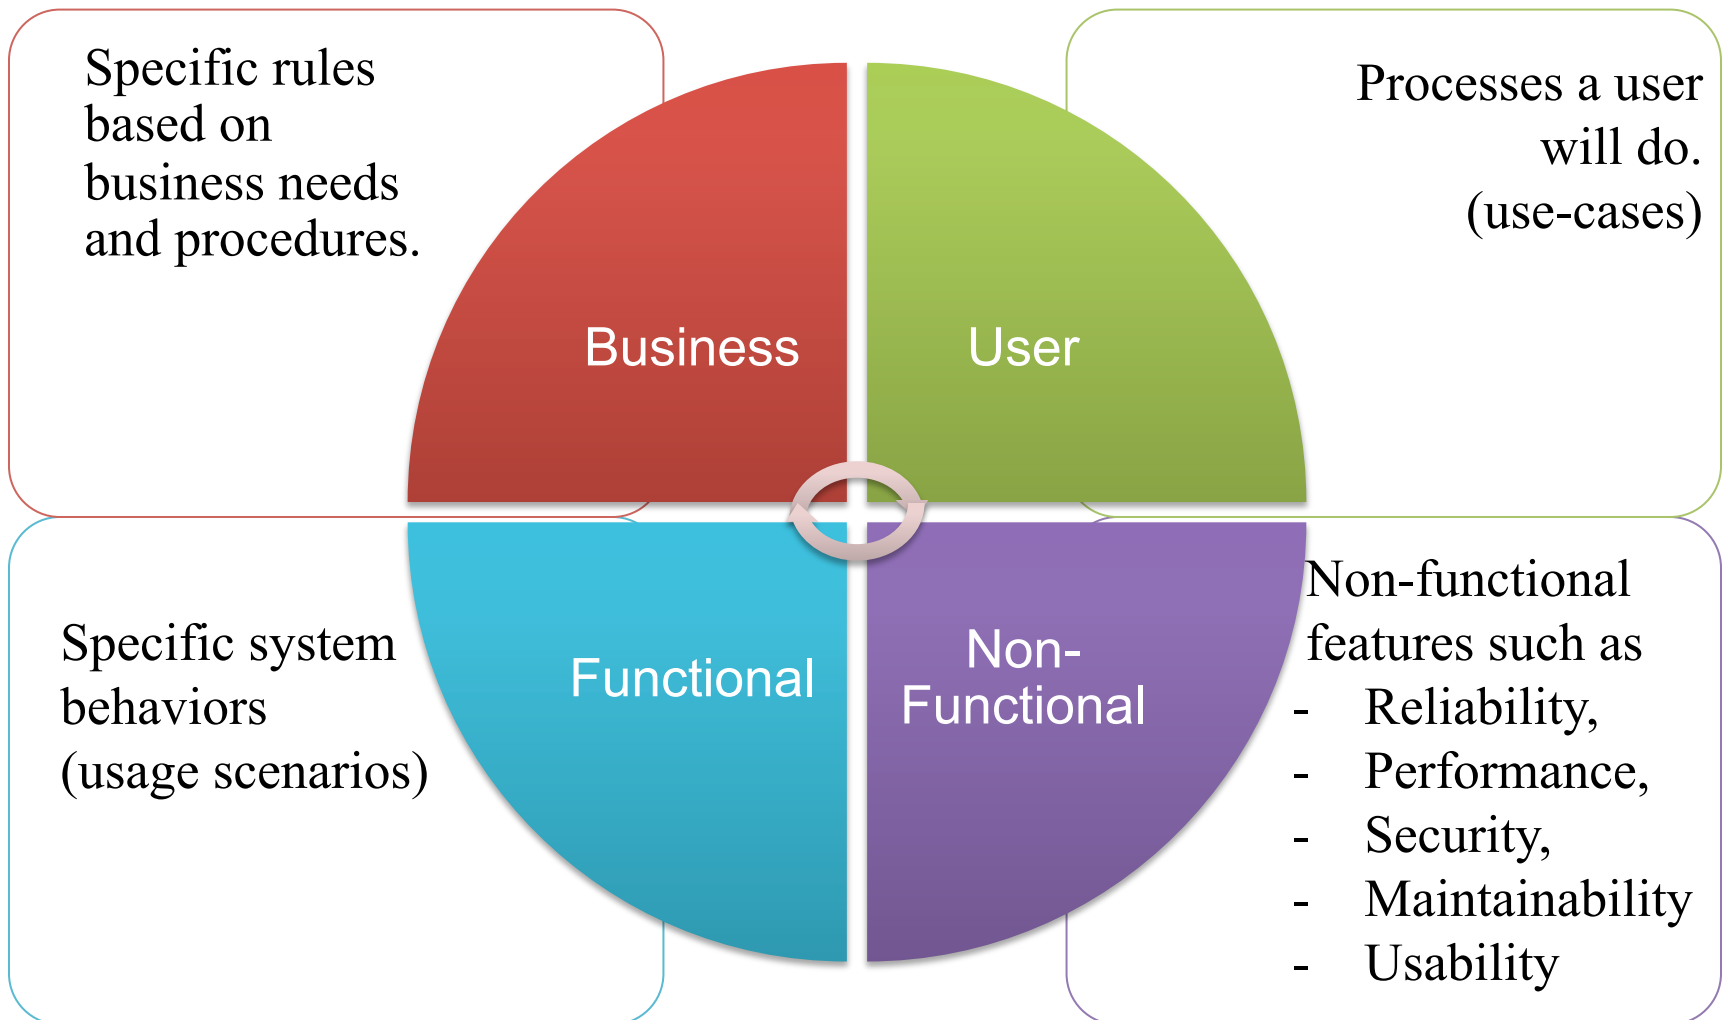 Specific rules
based on
business needs
and procedures.
Business
User
Processes a user
will do.
(use-cases)
Specific system
behaviors
(usage scenarios)
Functional
Non-
Functional
Non-functional
features such as
- Reliability,
- Performance,
- Security,
- Maintainability
- Usability